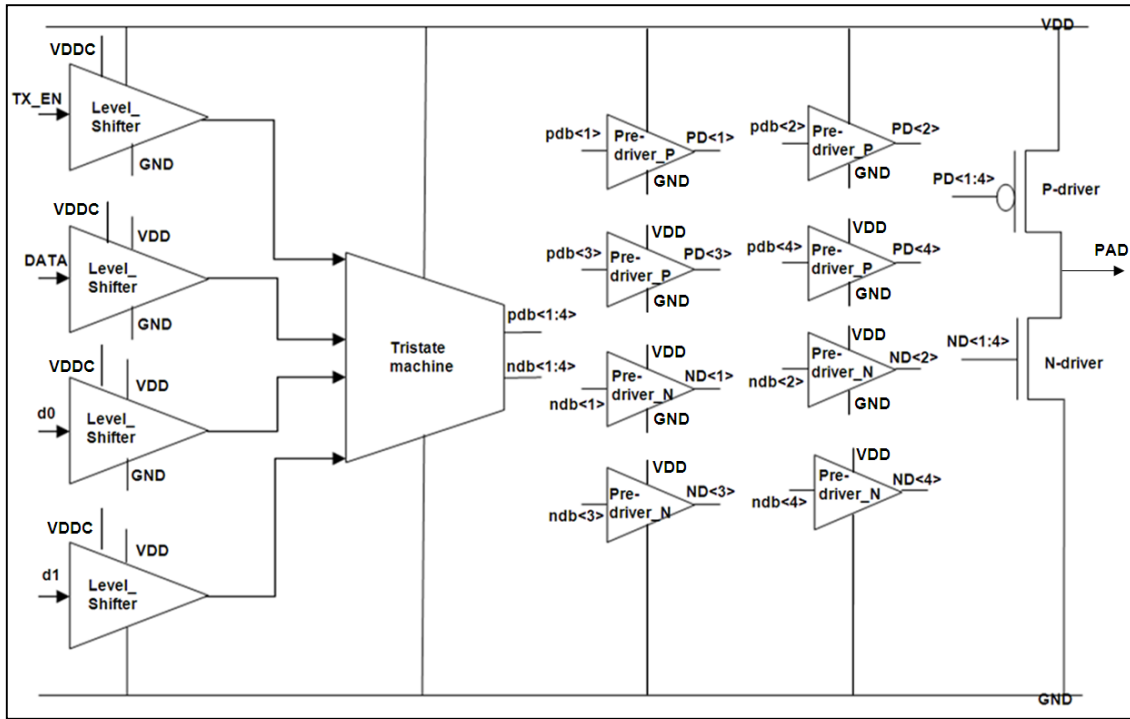 VDD
VDDC
TX_EN
Level_
Shifter
GND
VDDC
VDD
DATA
Level_
Shifter
GND
VDDC
VDD
d0
Level_
Shifter
GND
VDDC
VDD
d1
Level_
Shifter
Tristate
machine
pdb<1:4>
ndb<1:4>
pdb<1>
Pre-
driver_P
PD<1>
GND
pdb<2>
Pre-
driver_P
PD<2>
GND
VDD
pdb<3>
Pre-
driver_P
PD<3>
GND
VDD
pdb<4>
Pre-
driver_P
PD<4>
GND
VDD
ndb<1>
Pre-
driver_N
ND<1>
GND
VDD
ndb<2>
Pre-
driver_N
ND<2>
GND
VDD
ndb<3>
Pre-
driver_N
ND<3>
VDD
ndb<4>
Pre-
driver_N
ND<4>
PD<1:4>
P-driver
PAD
ND<1:4>
N-driver
GND